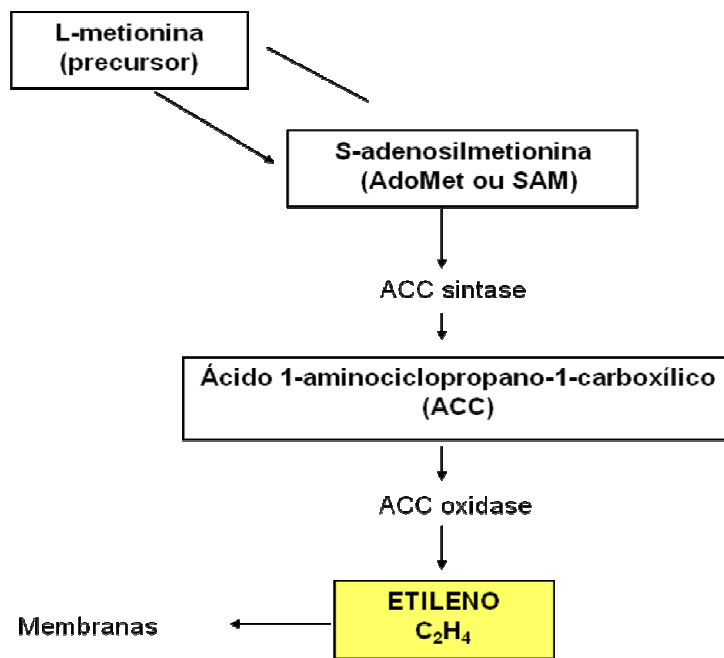 L-metionina
(precursor)
S-adenosilmetionina
(AdoMet ou SAM)
ACC sintase
Ácido 1-aminociclopropano-1-carboxílico
(ACC)
ACC oxidase
ETILENO
C₂H₄
Membranas